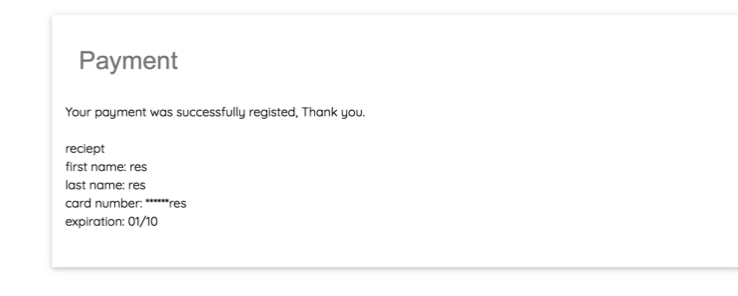 Payment
Your payment was successfully registed, Thank you.
reciept
first name: res
last name: res
card number: ******res
expiration: 01/10